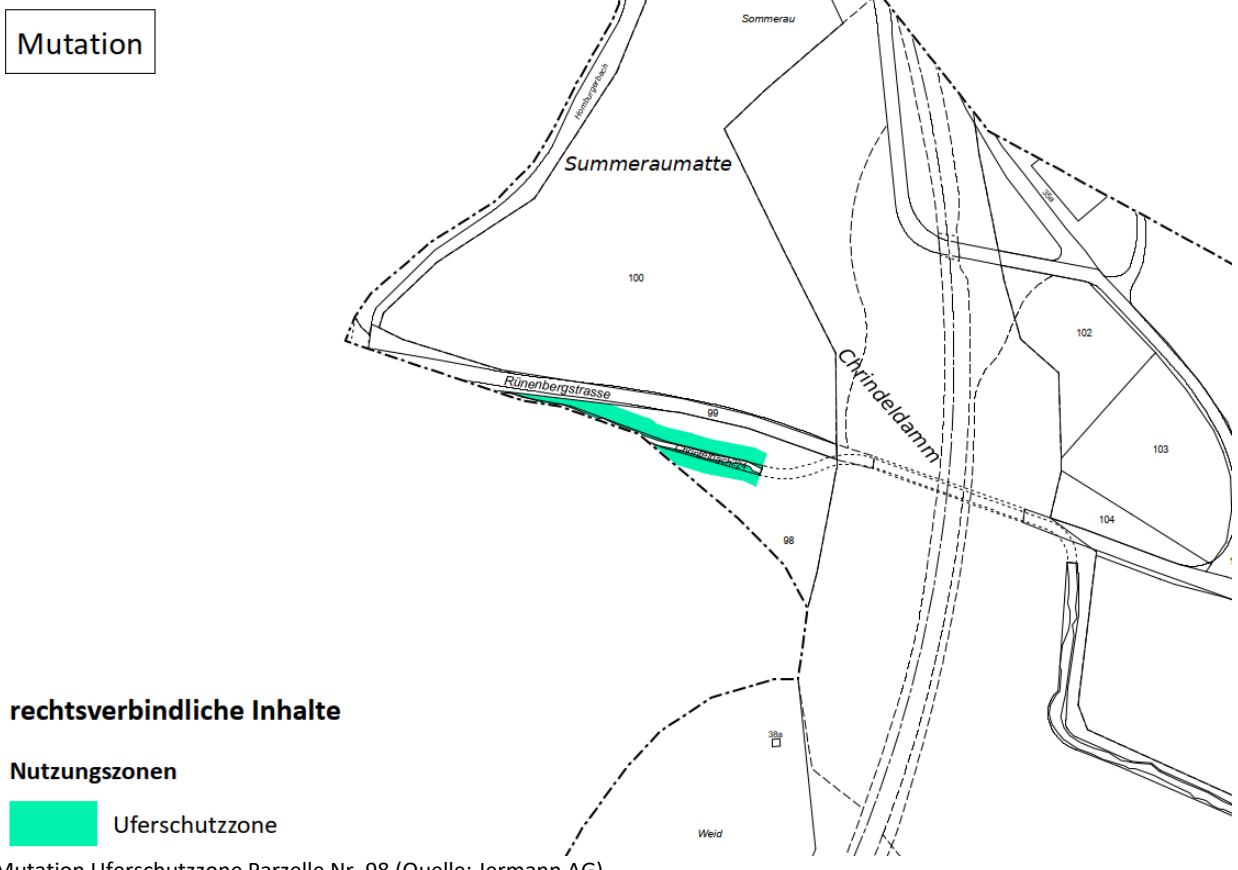 Mutation
Sommerau
Homburgerbach
Summeraumatte
35a
100
102
Chrindeldamm
Rünenbergstrasse
99
103
104
98
rechtsverbindliche Inhalte
38a
Nutzungszonen
Uferschutzzone
Weid
Mutation Uferschutzzone Parzelle Nr. 98 (Quelle: Jermann AG)